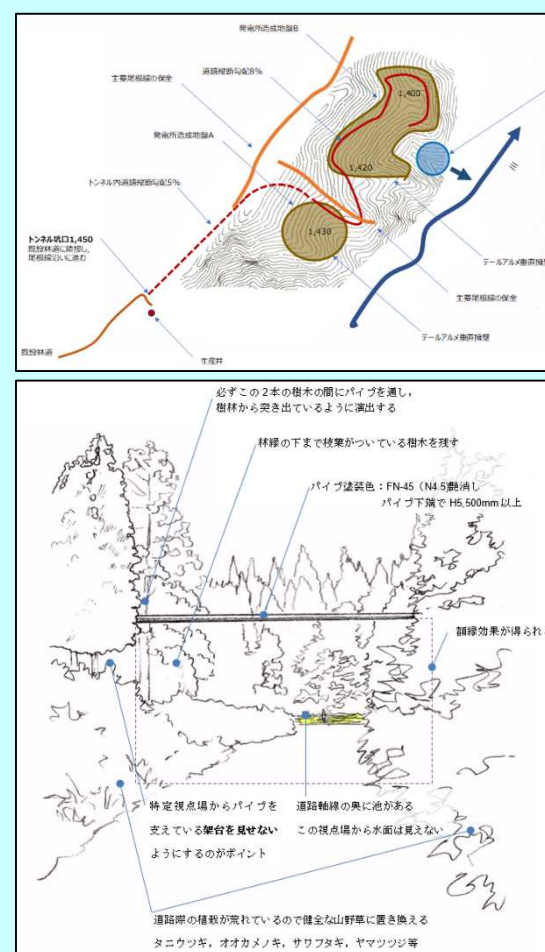 発電所造成地盤B
道路縦断勾配8%
主要尾根線の保全
発電所造成地盤A
トンネル内道路縦断勾配5%
1,400
1,420
1,430
トンネル坑口1,450
既設林道に隣接し、
尾根線沿いに進む
テールアルメ垂直擁壁
主要尾根線の保全
テールアルメ垂直擁
既設林道
生産井
必ずこの2本の樹木の間にパイプを通し，
樹林から突き出ているように演出する
林縁の下まで枝葉がついている樹木を残す
パイプ塗装色：FN-45（N4.5）艶消し
パイプ下端で H5,500mm 以上
額縁効果が得られる
特定視点場からパイプを
支えている架台を見せない
ようにするのがポイント
道路軸線の奥に池がある
この視点場から水面は見えない
道路際の植栽が荒れているので健全な山野草に置き換える
タニウツギ，オオカメノキ，サワフタギ，ヤマツツジ等